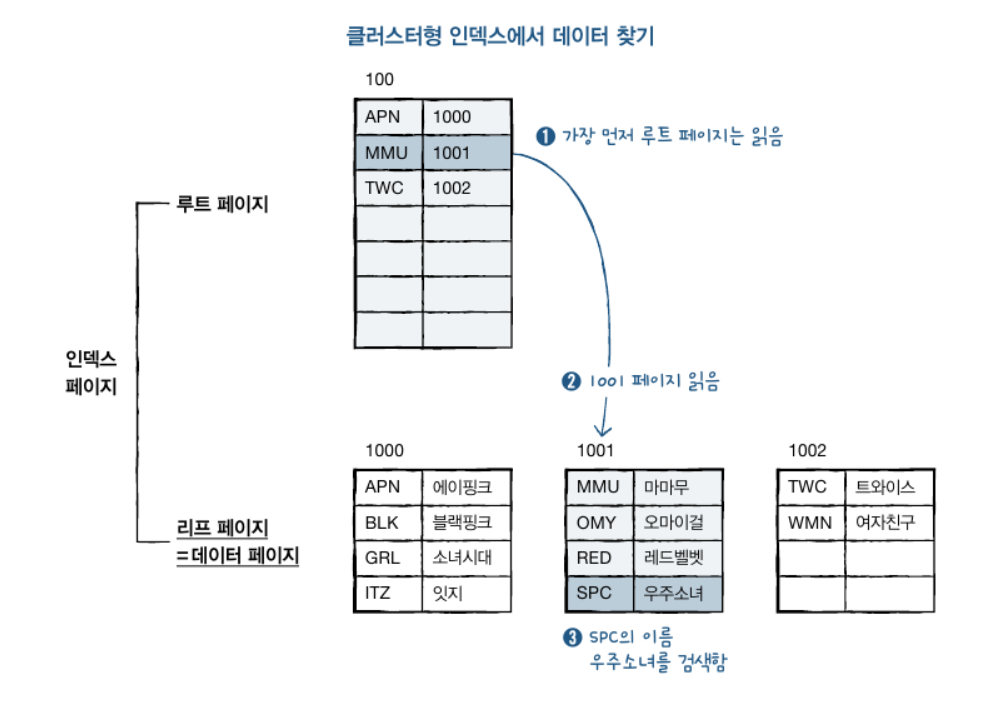 클러스터형 인덱스에서 데이터 찾기
100
APN 1000
MMU 1001
TWC 1002
❶ 가장 먼저 루트 페이지는 읽음
루트 페이지
인덱스
페이지
❷ 1001 페이지 읽음
1000
APN 에이핑크
BLK 블랙핑크
GRL 소녀시대
ITZ 잇지
1001
MMU 마마무
OMY 오마이걸
RED 레드벨벳
SPC 우주소녀
1002
TWC 트와이스
WMN 여자친구
리프 페이지
=데이터 페이지
❸ SPC의 이름
우주소녀를 검색함